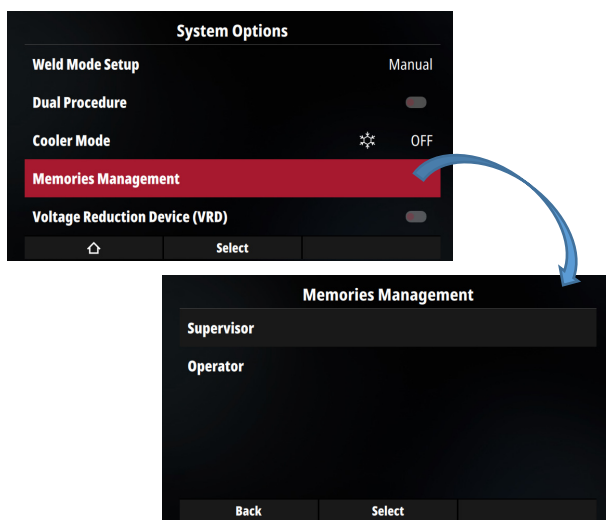 System Options
Weld Mode Setup Manual
Dual Procedure
Cooler Mode OFF
Memories Management
Voltage Reduction Device (VRD)
Select
Memories Management
Supervisor
Operator
Back Select